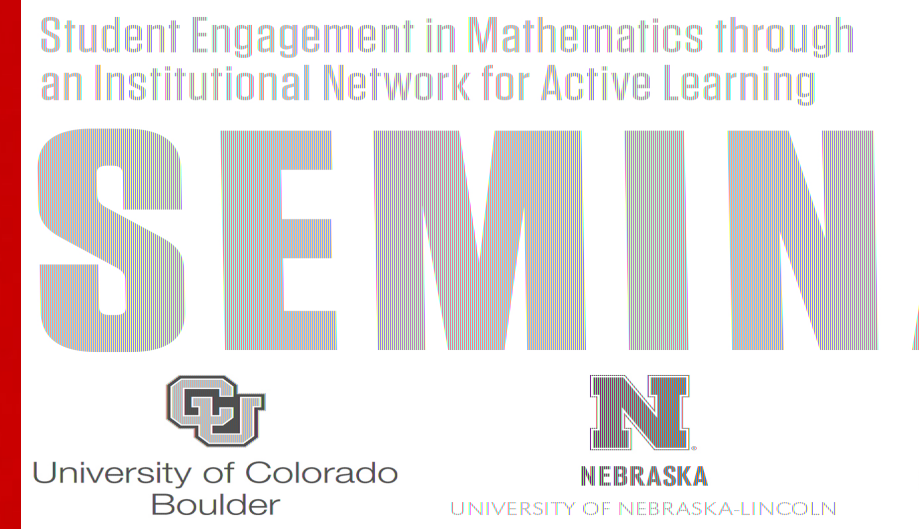 Student Engagement in Mathematics through
an Institutional Network for Active Learning
SEMIN
CU
University of Colorado
Boulder
N
NEBRASKA
UNIVERSITY OF NEBRASKA-LINCOLN